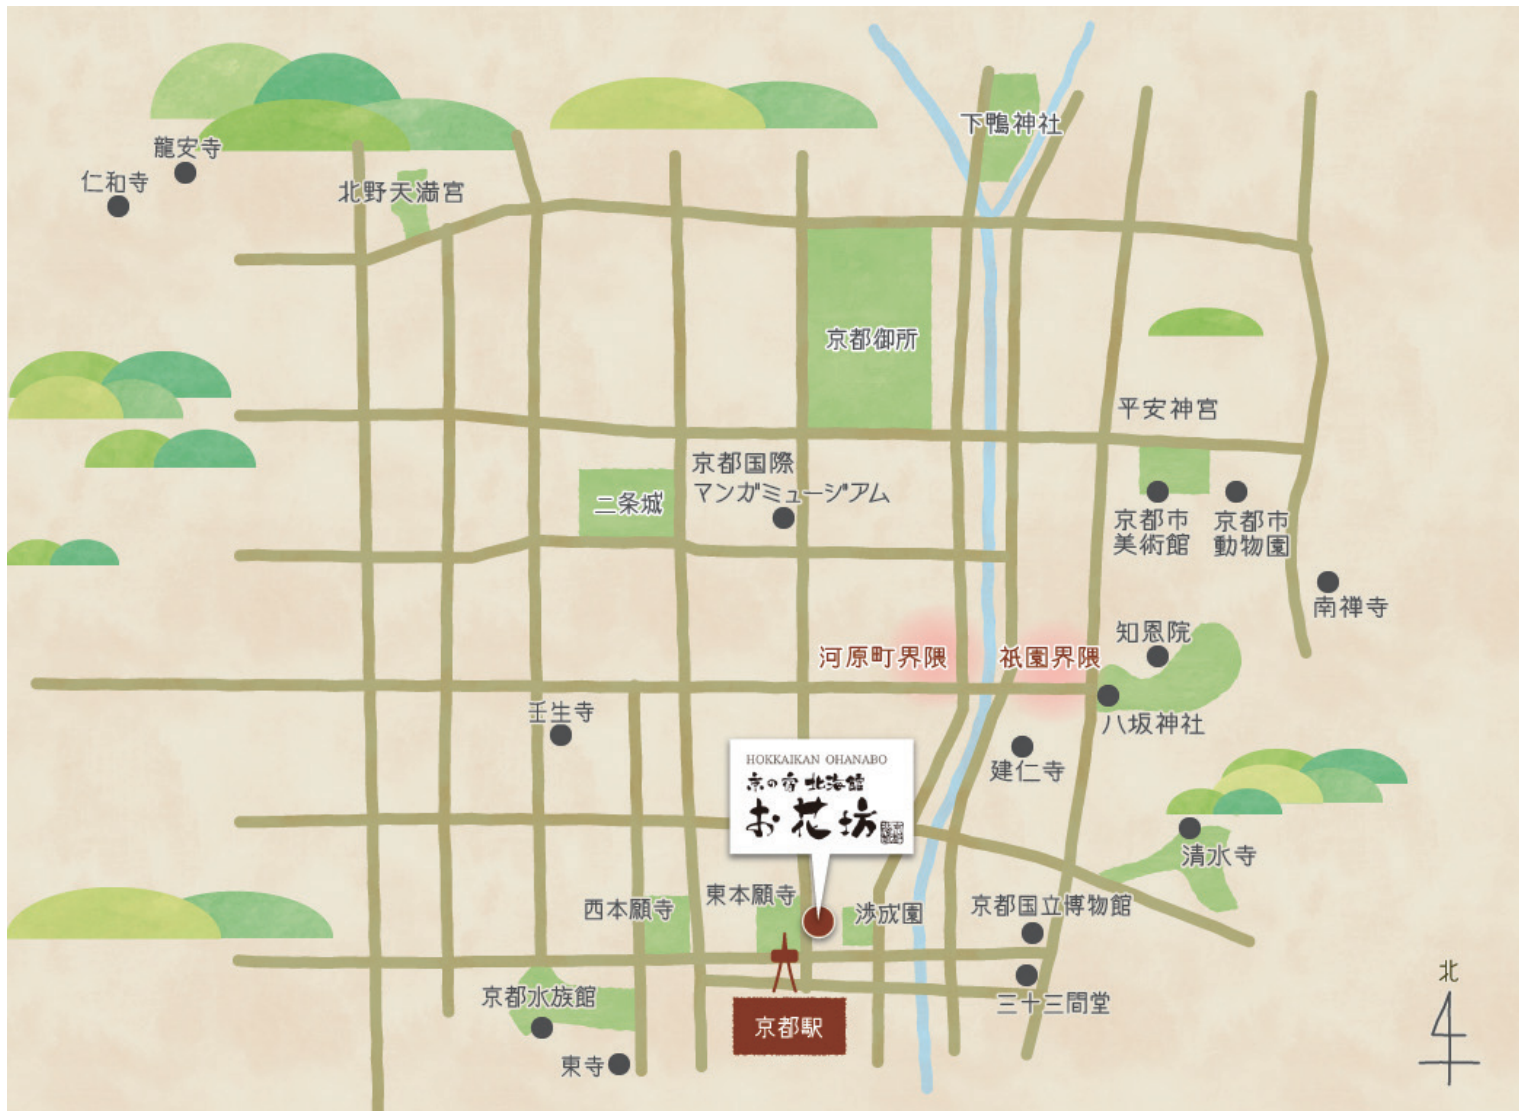 下鴨神社
龍安寺
仁和寺
北野天満宮
京都御所
平安神宮
京都国際
マンガミュージアム
二条城
京都市
美術館
京都市
動物園
南禅寺
知恩院
河原町界隈
祇園界隈
壬生寺
八坂神社
建仁寺
HOKKAIKAN OHANABO
京の宿 北海館
お花坊
清水寺
東本願寺
西本願寺
渉成園
京都国立博物館
北
京都水族館
三十三間堂
京都駅
東寺